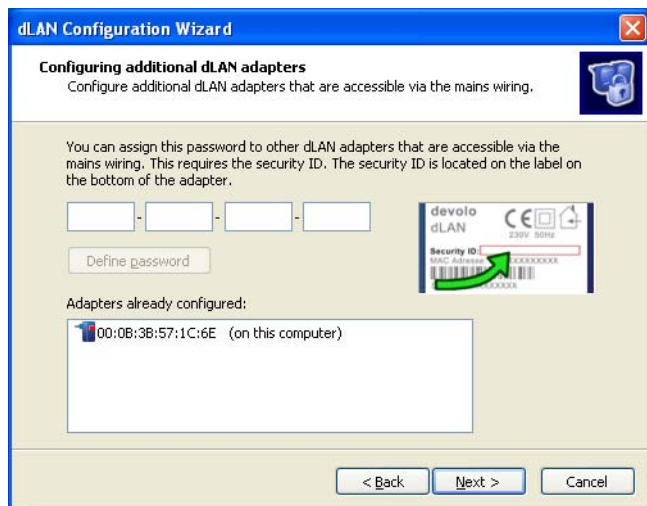 dLAN Configuration Wizard
Configuring additional dLAN adapters
Configure additional dLAN adapters that are accessible via the mains wiring.
You can assign this password to other dLAN adapters that are accessible via the
mains wiring. This requires the security ID. The security ID is located on the label on
the bottom of the adapter.
- - -
devolo
dLAN
CE
230V 50Hz
Security ID:
MAC Adresse XXXXXXXXX
XXXXX
Define password
Adapters already configured:
00:0B:3B:57:1C:6E (on this computer)
< Back
Next >
Cancel